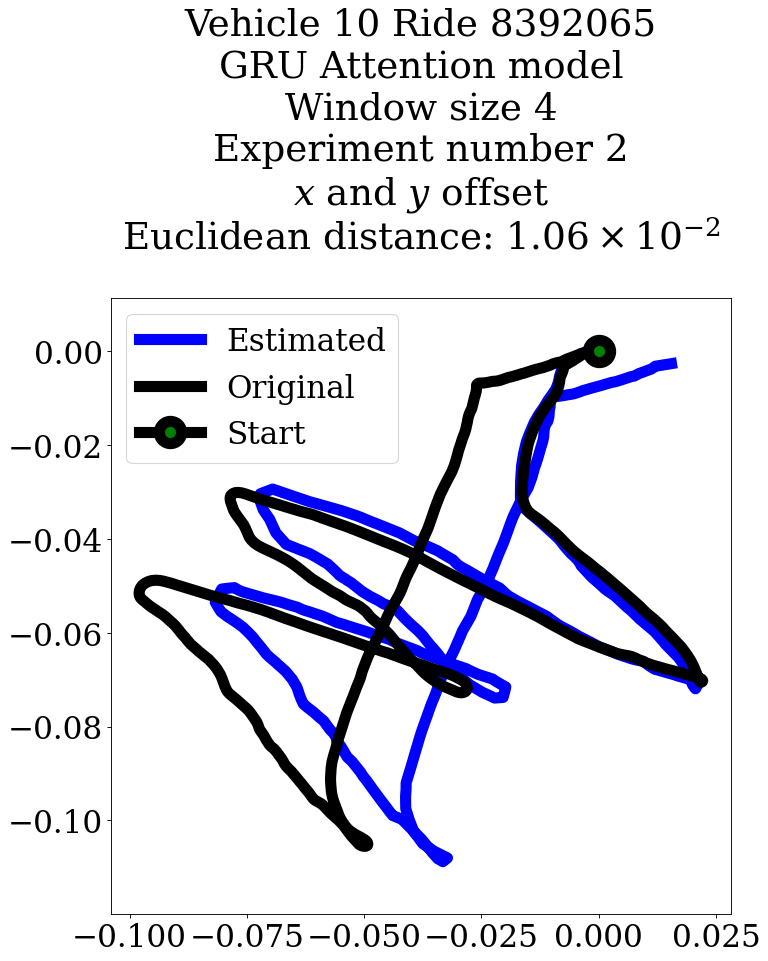 Vehicle 10 Ride 8392065
GRU Attention model
Window size 4
Experiment number 2
x and y offset
Euclidean distance: 1.06 × 10⁻²
Estimated
Original
Start
0.00
−0.02
−0.04
−0.06
−0.08
−0.10
−0.100 −0.075 −0.050 −0.025 0.000 0.025